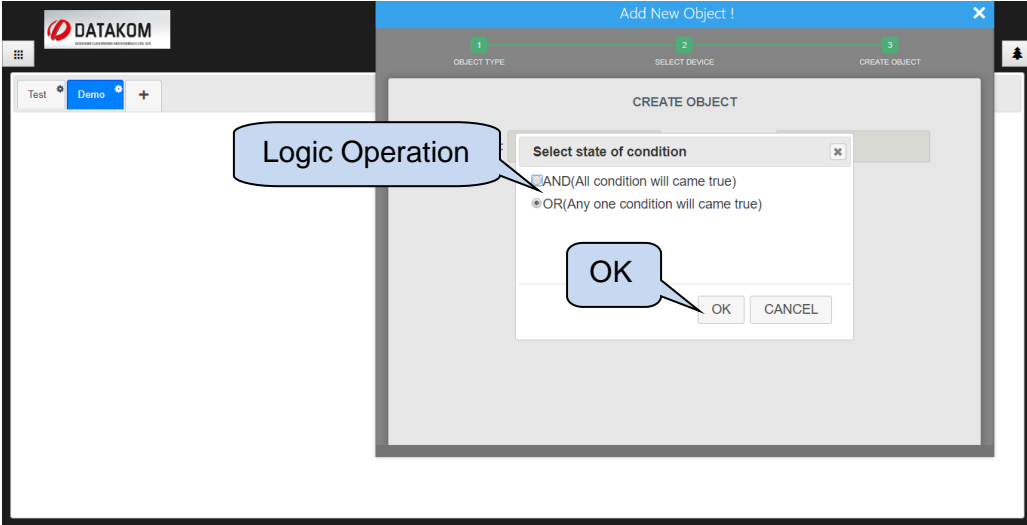 Add New Object !
DATAKOM
1 2 3
OBJECT TYPE SELECT DEVICE CREATE OBJECT
Test Demo +
CREATE OBJECT
Logic Operation
Select state of condition
AND(All condition will came true)
OR(Any one condition will came true)
OK
OK CANCEL